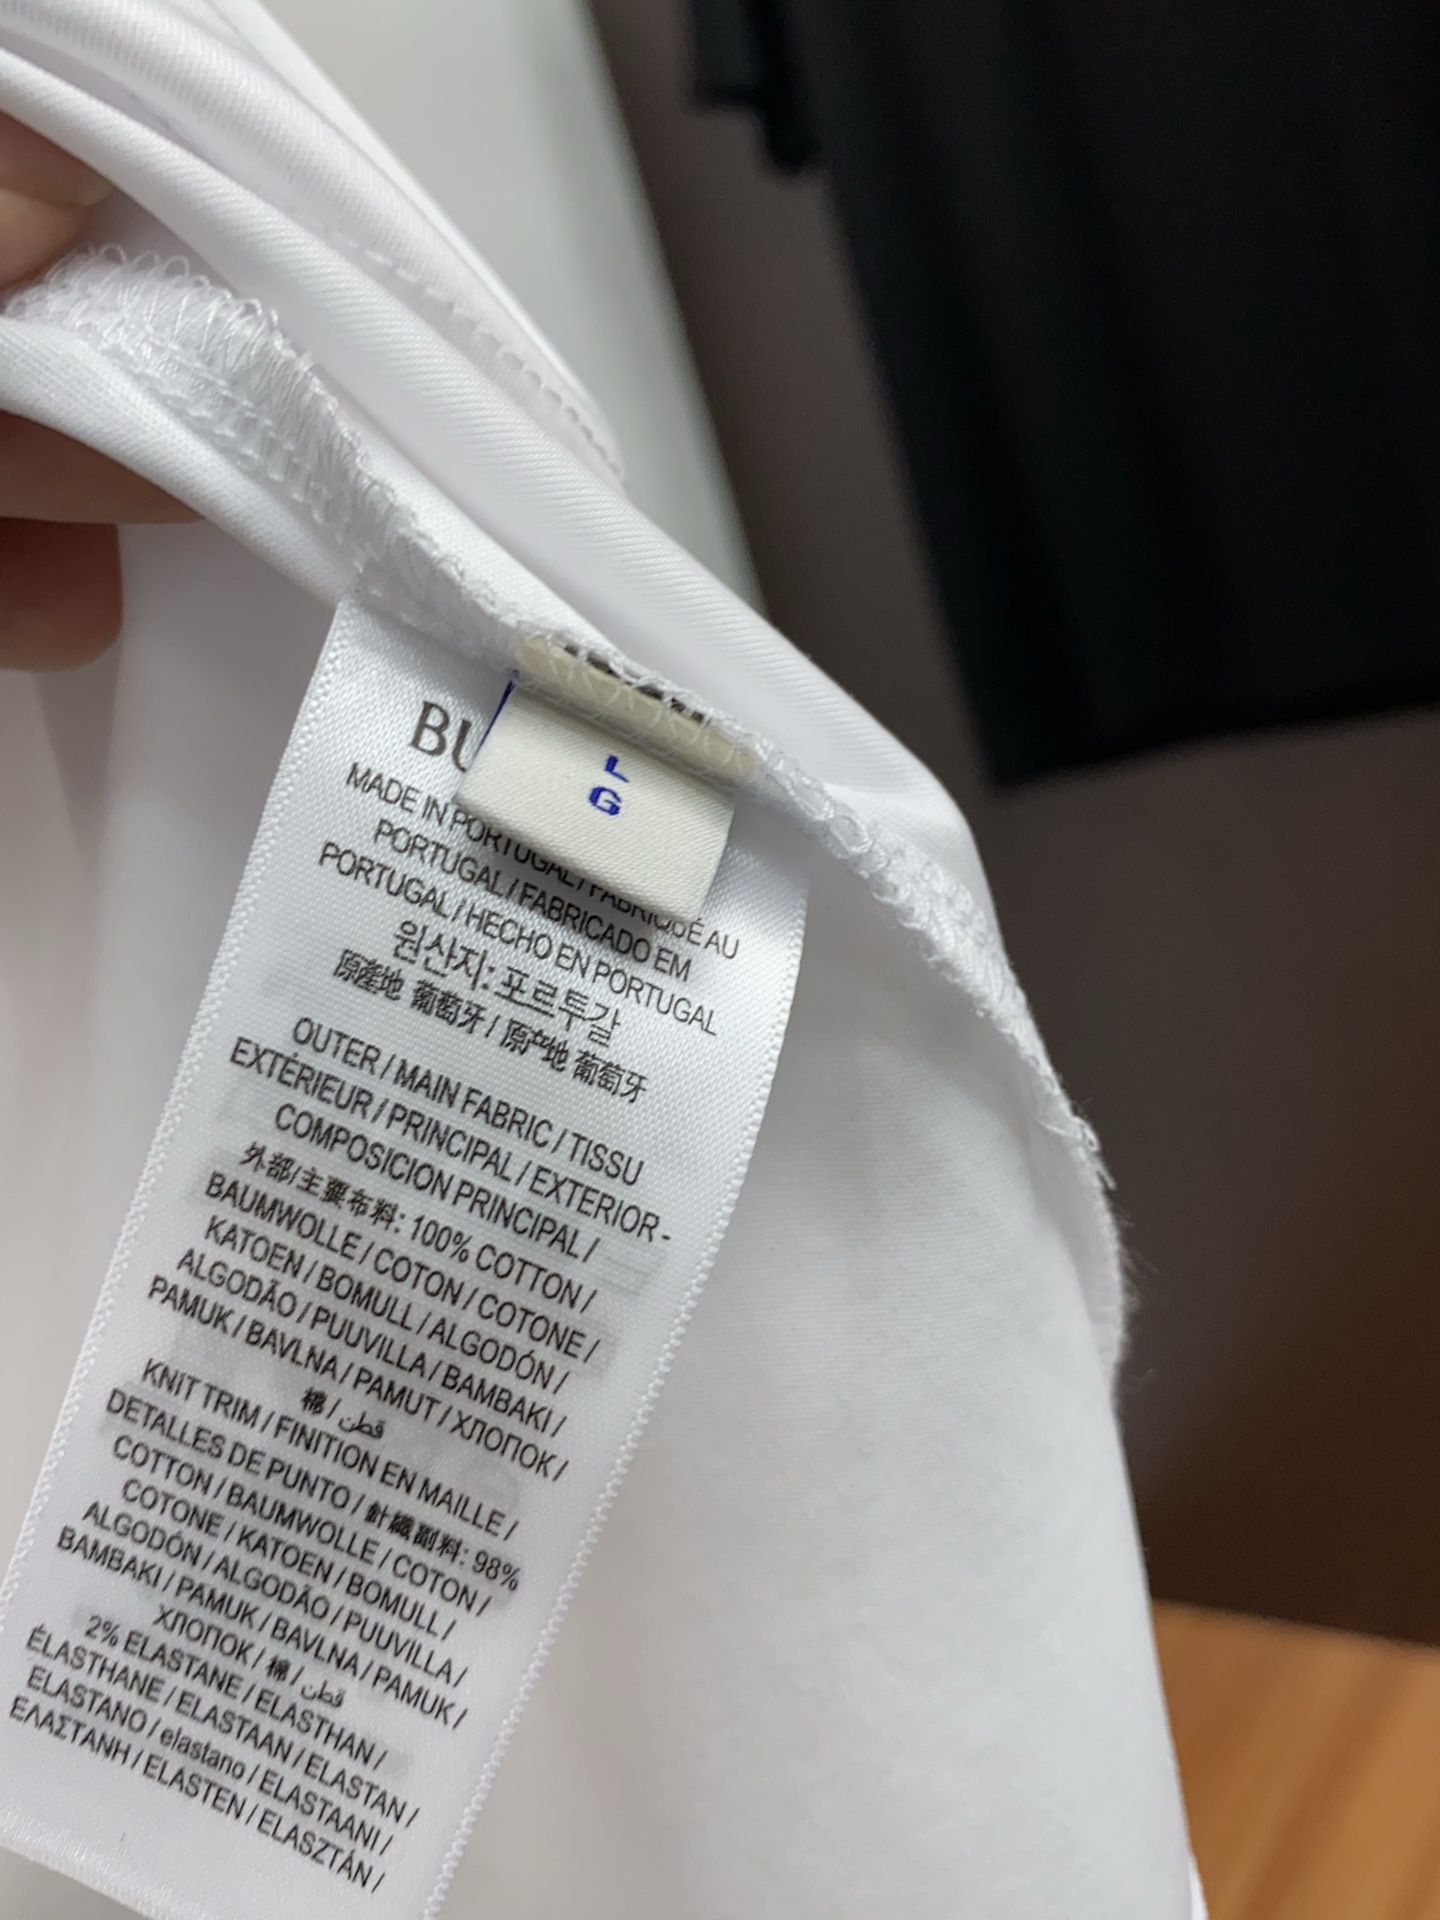 BU
L
G
MADE IN PORTUGAL / FABRIQUÉ AU
PORTUGAL / FABRICADO EM
PORTUGAL / HECHO EN PORTUGAL
원산지: 포르투갈
原產地 葡萄牙 / 原产地 葡萄牙
OUTER / MAIN FABRIC / TISSU
EXTÉRIEUR / PRINCIPAL / EXTERIOR-
COMPOSICION PRINCIPAL /
外部/主要布料: 100% COTTON /
BAUMWOLLE / COTON / COTONE /
KATOEN / BOMULL / ALGODÓN /
ALGODÃO / PUUVILLA / BAMBAKI /
PAMUK / BAVLNA / PAMUT / ХЛОПОК /
棉 / قطن
KNIT TRIM / FINITION EN MAILLE /
DETALLES DE PUNTO / 針織副料: 98%
COTTON / BAUMWOLLE / COTON /
COTONE / KATOEN / BOMULL /
ALGODÓN / ALGODÃO / PUUVILLA /
BAMBAKI / PAMUK / BAVLNA / PAMUK /
ХЛОПОК / 棉 / قطن
2% ELASTANE / ELASTHAN /
ÉLASTHANE / ELASTAAN / ELASTAN /
ELASTANO / elastano / ELASTAANI /
ΕΛΑΣΤΑΝΗ / ELASTEN / ELASZTÁN /